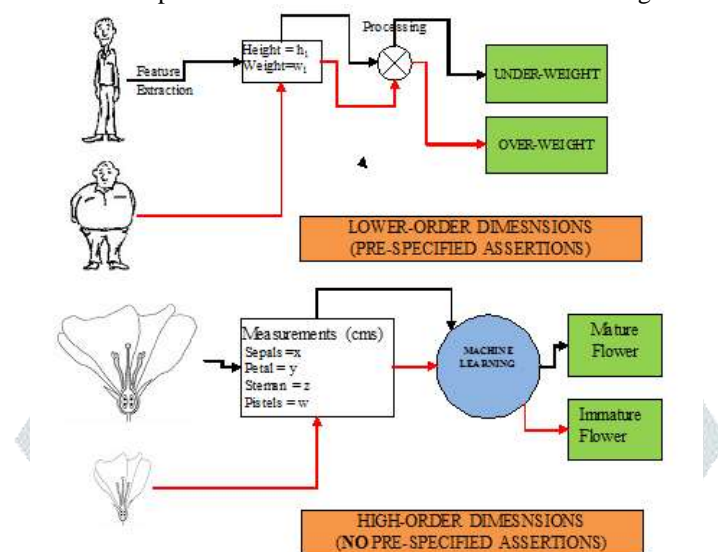 Processing
Height = h₁
Weight=w₁
Feature
Extraction
UNDER-WEIGHT
OVER-WEIGHT
LOWER-ORDER DIMESNSIONS
(PRE-SPECIFIED ASSERTIONS)
Measurements (cms)
Sepals =x
Petal = y
Steman = z
Pistels = w
MACHINE
LEARNING
Mature
Flower
Immature
Flower
HIGH-ORDER DIMESNSIONS
(NO PRE-SPECIFIED ASSERTIONS)